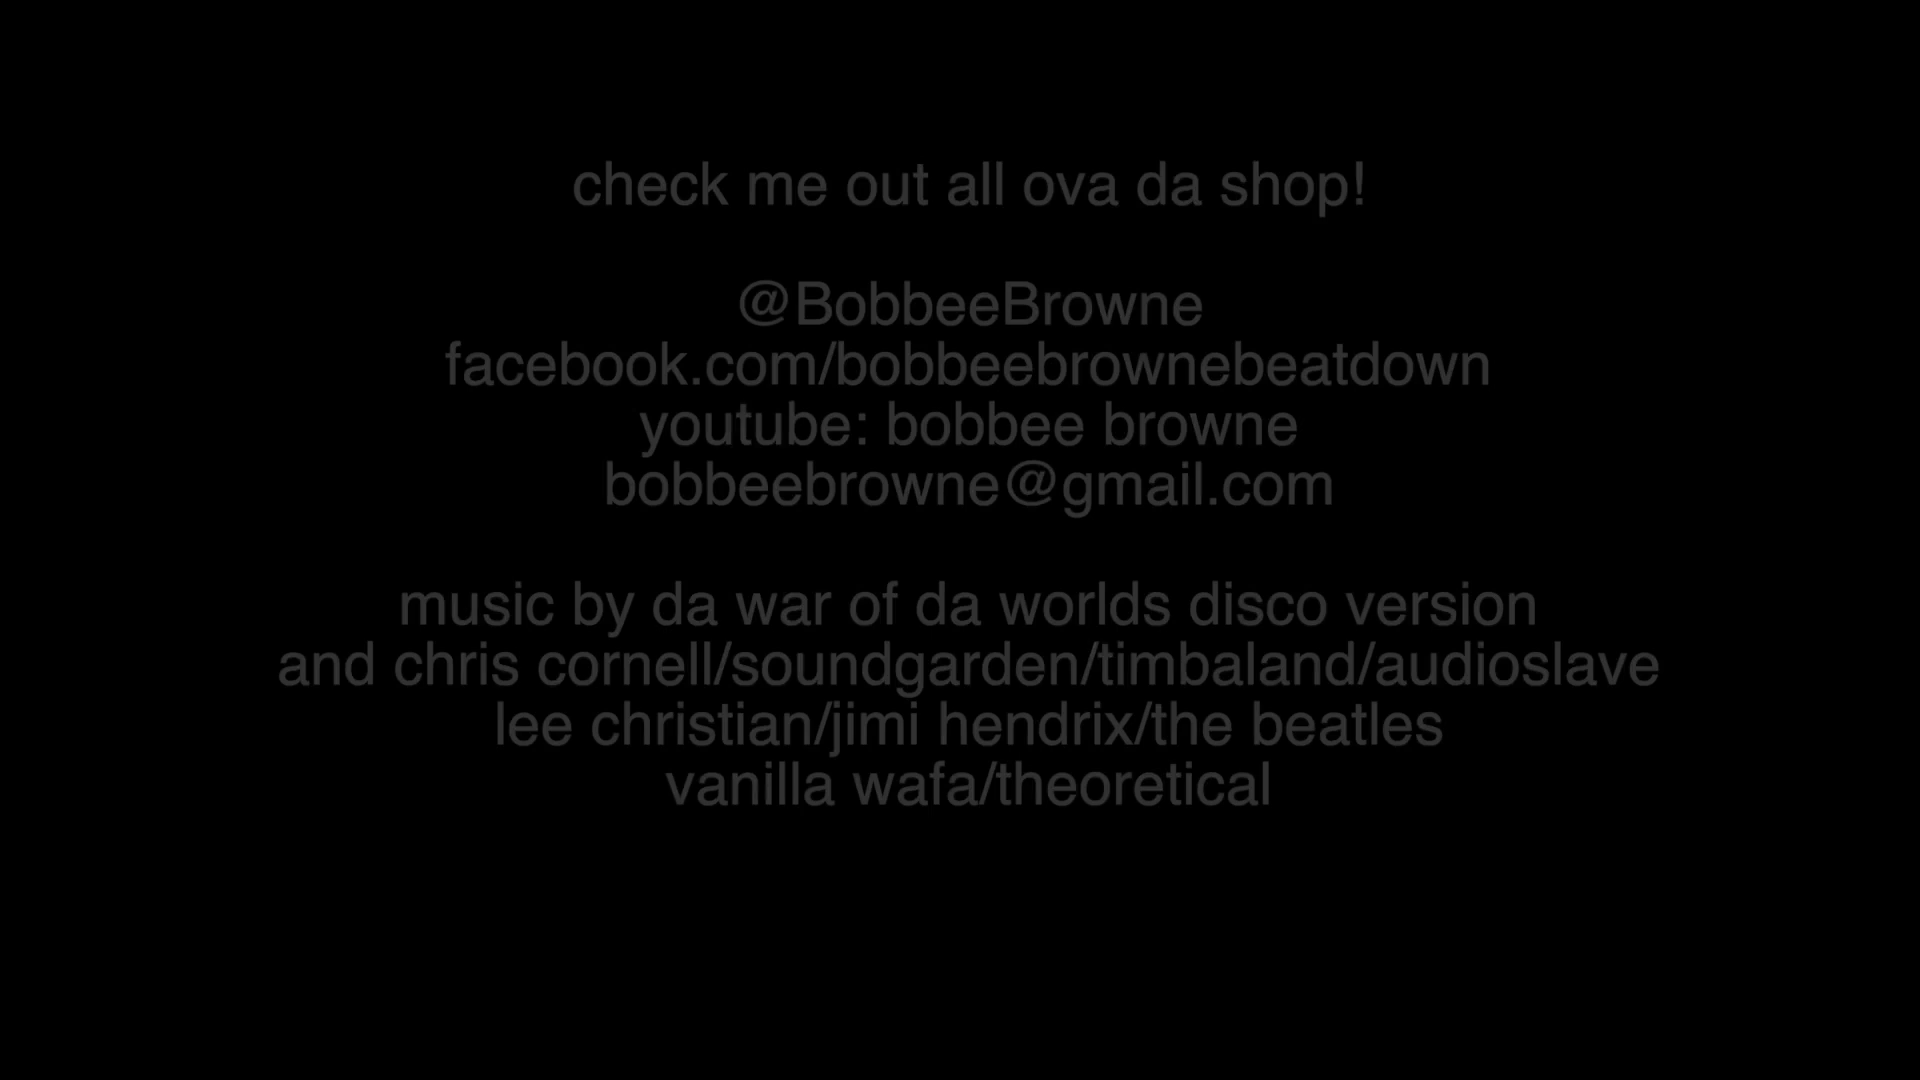 check me out all ova da shop!
@BobbeeBrowne
facebook.com/bobbeebrownebeatdown
youtube: bobbee browne
bobbeebrowne@gmail.com
music by da war of da worlds disco version
and chris cornell/soundgarden/timbaland/audioslave
lee christian/jimi hendrix/the beatles
vanilla wafa/theoretical